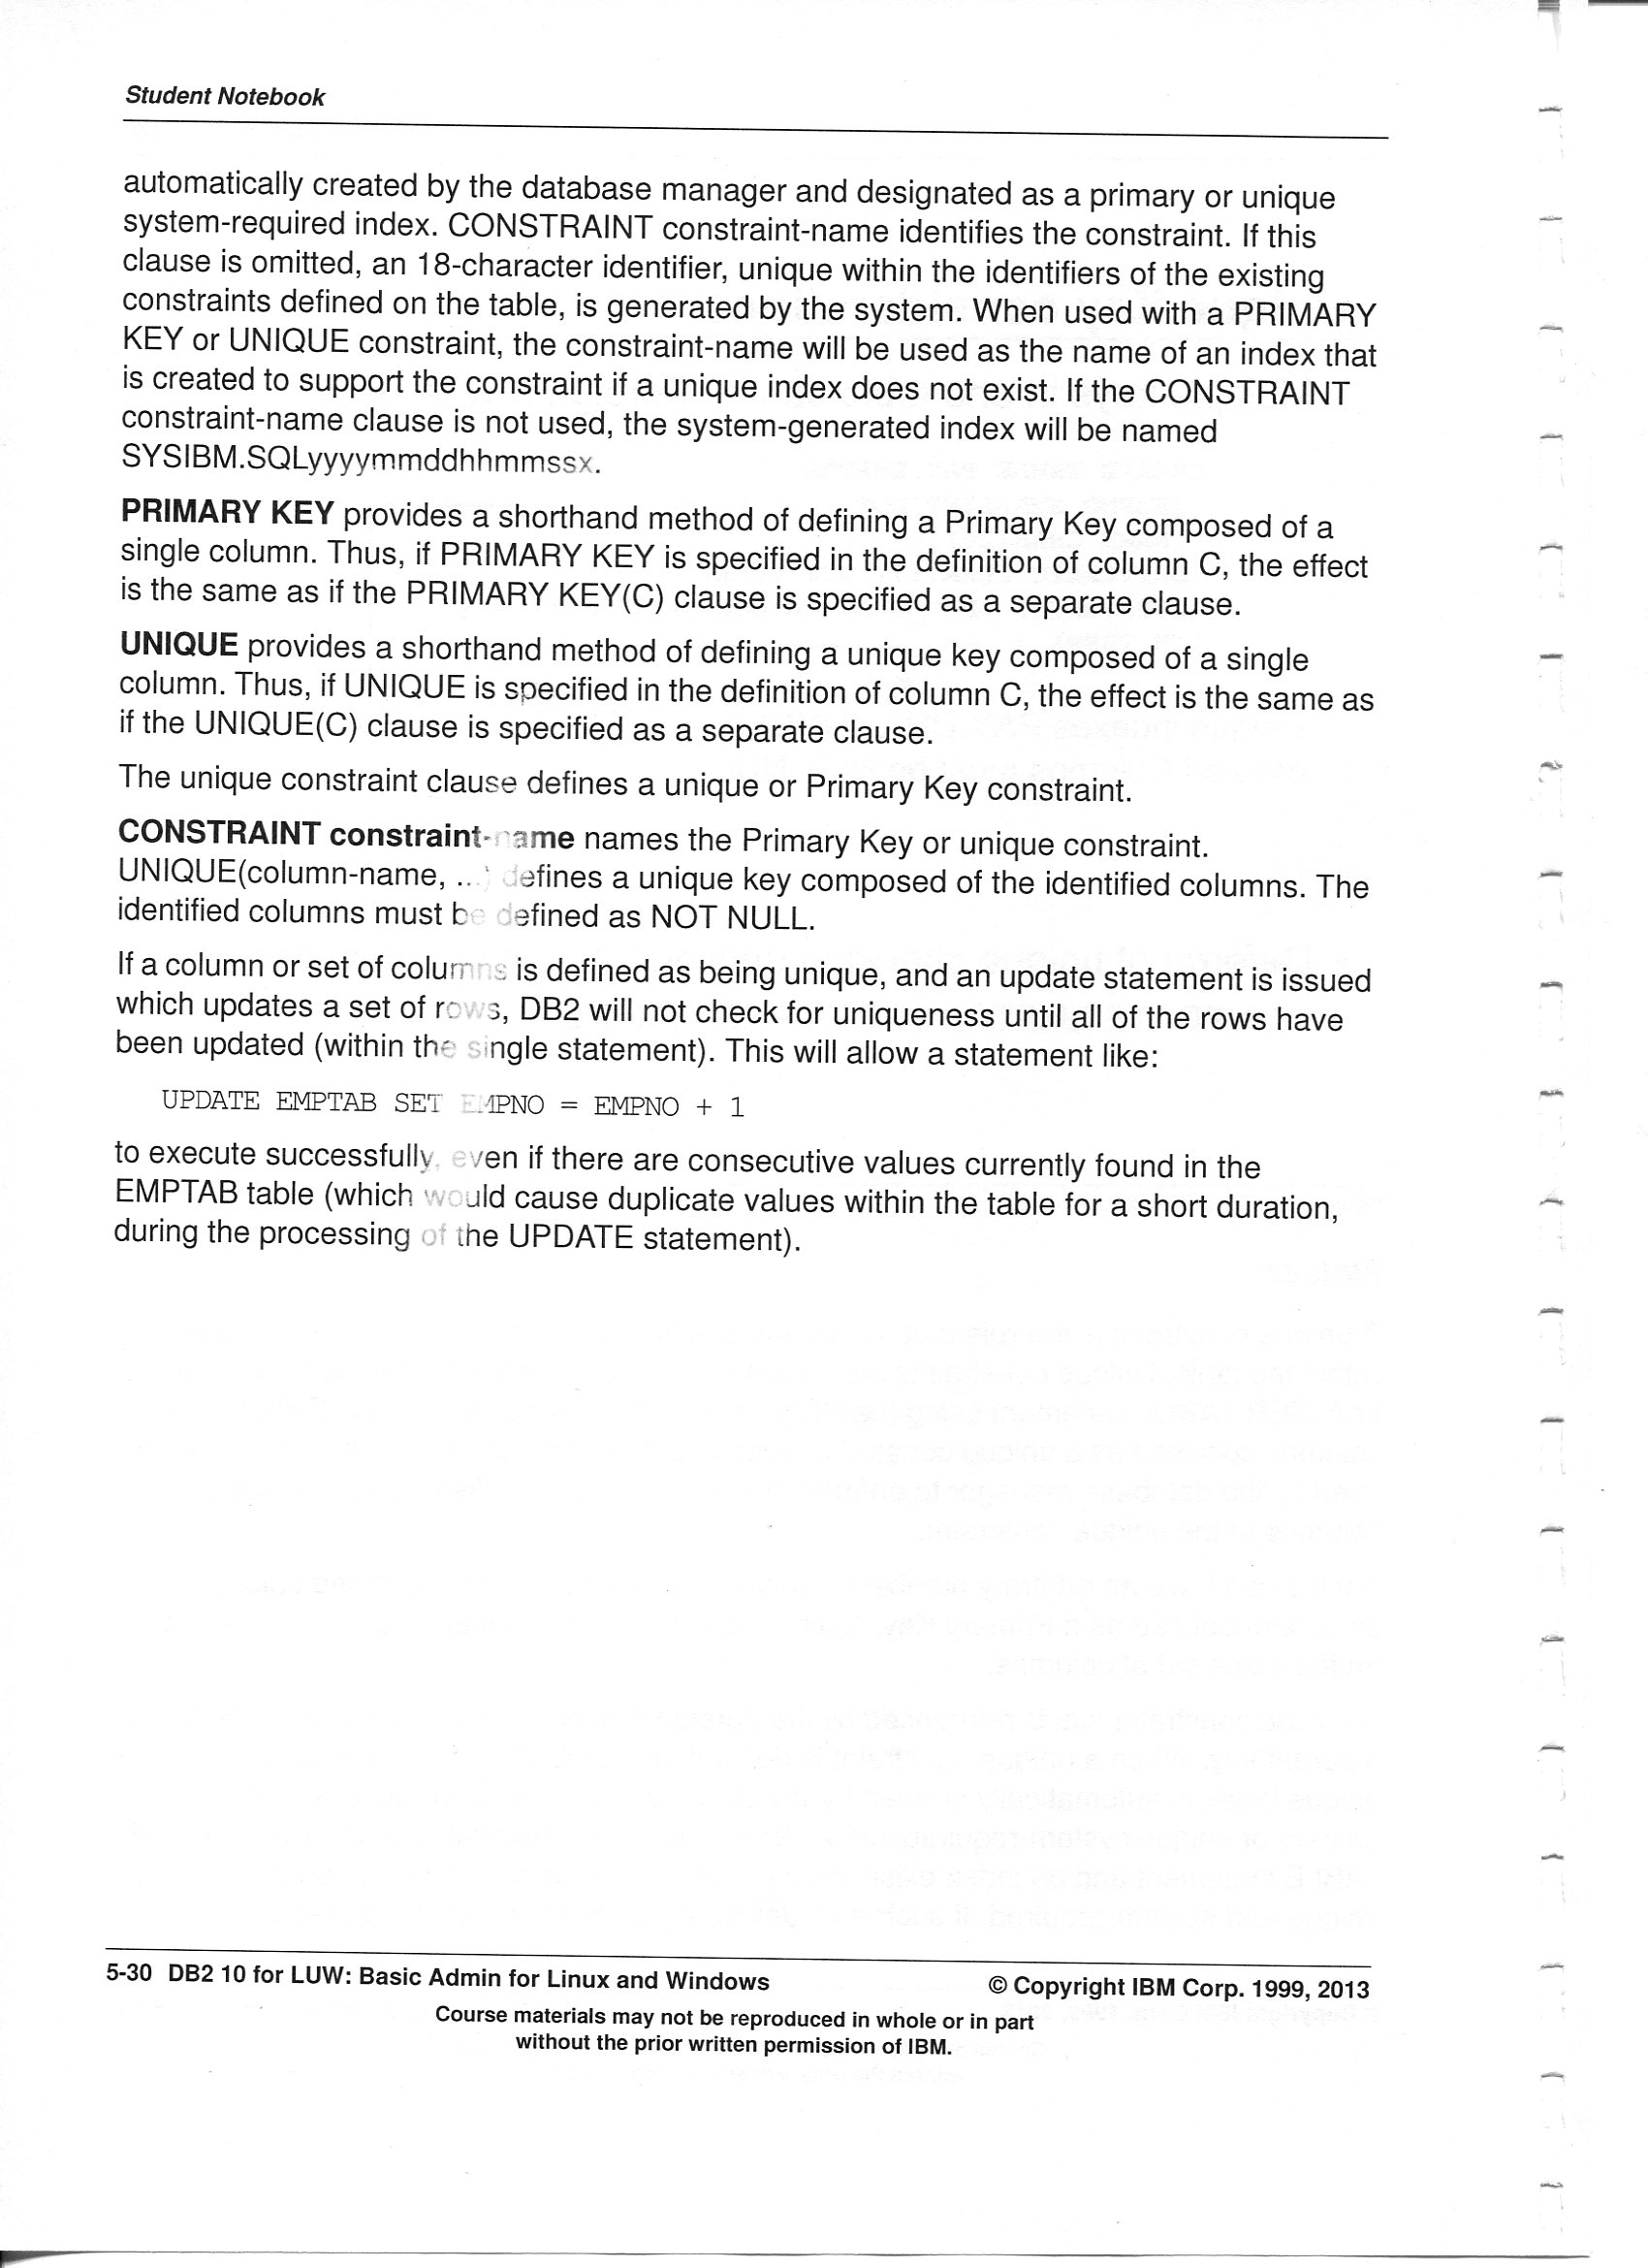 Student Notebook
automatically created by the database manager and designated as a primary or unique
system-required index. CONSTRAINT constraint-name identifies the constraint. If this
clause is omitted, an 18-character identifier, unique within the identifiers of the existing
constraints defined on the table, is generated by the system. When used with a PRIMARY
KEY or UNIQUE constraint, the constraint-name will be used as the name of an index that
is created to support the constraint if a unique index does not exist. If the CONSTRAINT
constraint-name clause is not used, the system-generated index will be named
SYSIBM.SQLyyyymmddhhmmssx.
PRIMARY KEY provides a shorthand method of defining a Primary Key composed of a
single column. Thus, if PRIMARY KEY is specified in the definition of column C, the effect
is the same as if the PRIMARY KEY(C) clause is specified as a separate clause.
UNIQUE provides a shorthand method of defining a unique key composed of a single
column. Thus, if UNIQUE is specified in the definition of column C, the effect is the same as
if the UNIQUE(C) clause is specified as a separate clause.
The unique constraint clause defines a unique or Primary Key constraint.
CONSTRAINT constraint-name names the Primary Key or unique constraint.
UNIQUE(column-name, ...) defines a unique key composed of the identified columns. The
identified columns must be defined as NOT NULL.
If a column or set of columns is defined as being unique, and an update statement is issued
which updates a set of rows, DB2 will not check for uniqueness until all of the rows have
been updated (within the single statement). This will allow a statement like:
UPDATE EMPTAB SET EMPNO = EMPNO + 1
to execute successfully, even if there are consecutive values currently found in the
EMPTAB table (which would cause duplicate values within the table for a short duration,
during the processing of the UPDATE statement).
5-30 DB2 10 for LUW: Basic Admin for Linux and Windows © Copyright IBM Corp. 1999, 2013
Course materials may not be reproduced in whole or in part
without the prior written permission of IBM.